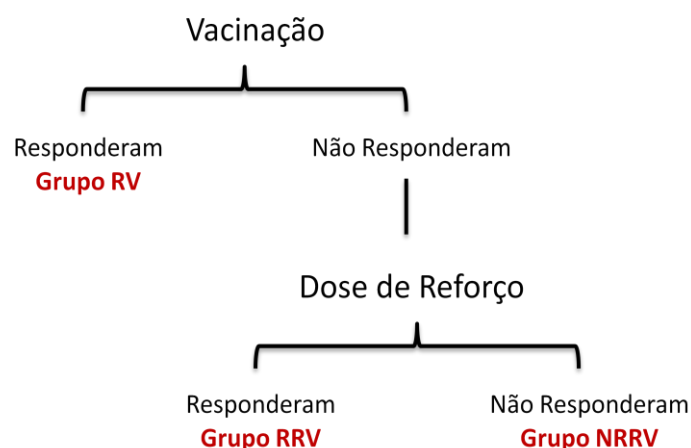 Vacinação
Responderam
Grupo RV
Não Responderam
Dose de Reforço
Responderam
Grupo RRV
Não Responderam
Grupo NRRV